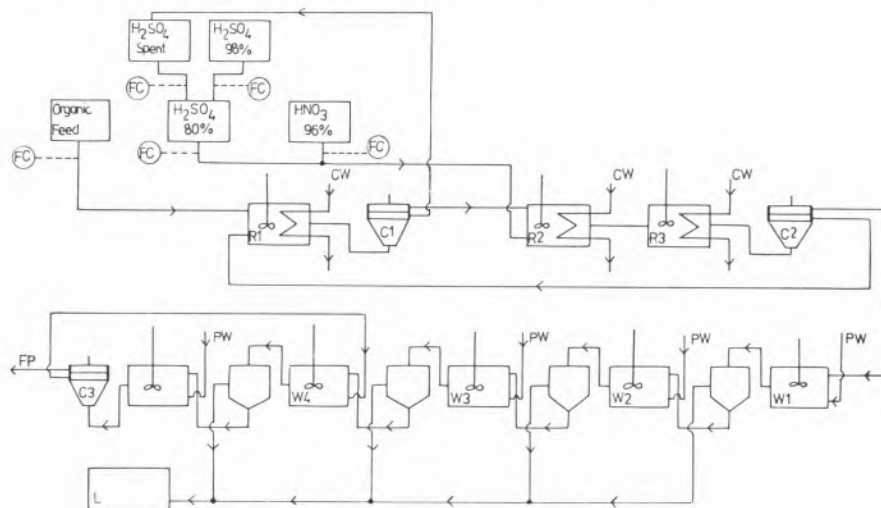 H₂SO₄
Spent
H₂SO₄
98%
FC
FC
Organic
Feed
H₂SO₄
80%
HNO₃
96%
FC
FC
FC
CW
CW
CW
R1
C1
R2
R3
C2
FP
PW
PW
PW
PW
C3
W4
W3
W2
W1
L